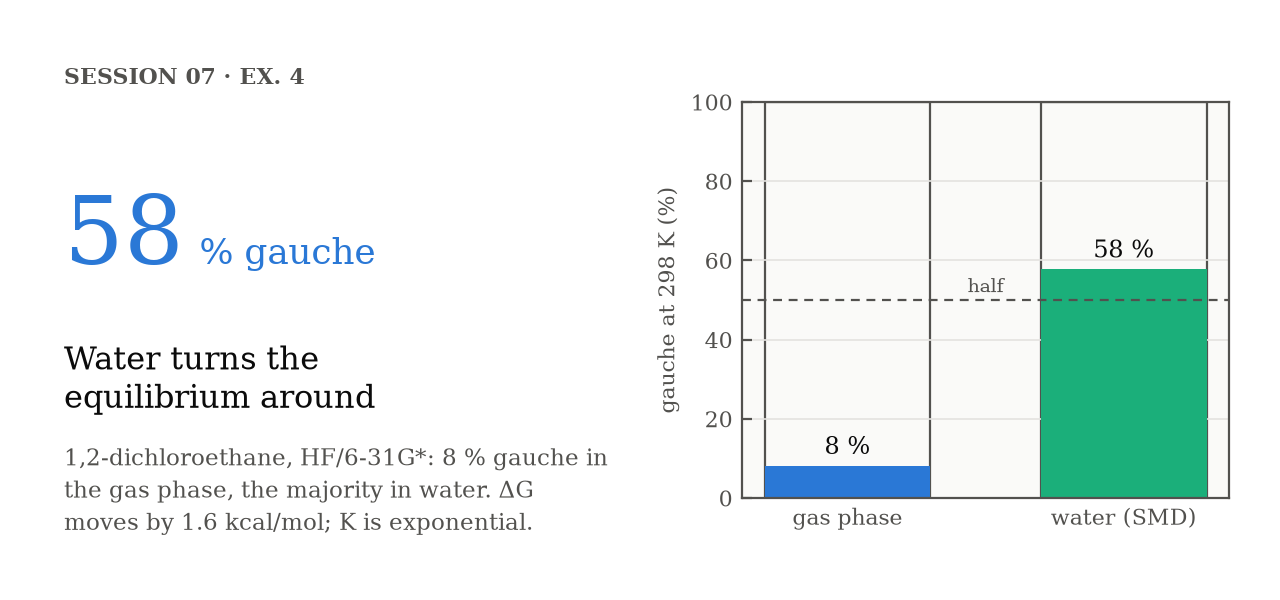 SESSION 07 · EX. 4
58 % gauche
Water turns the
equilibrium around
1,2-dichloroethane, HF/6-31G*: 8 % gauche in
the gas phase, the majority in water. ΔG
moves by 1.6 kcal/mol; K is exponential.
gauche at 298 K (%)
100
80
60
40
20
0
half
8 %
58 %
gas phase
water (SMD)